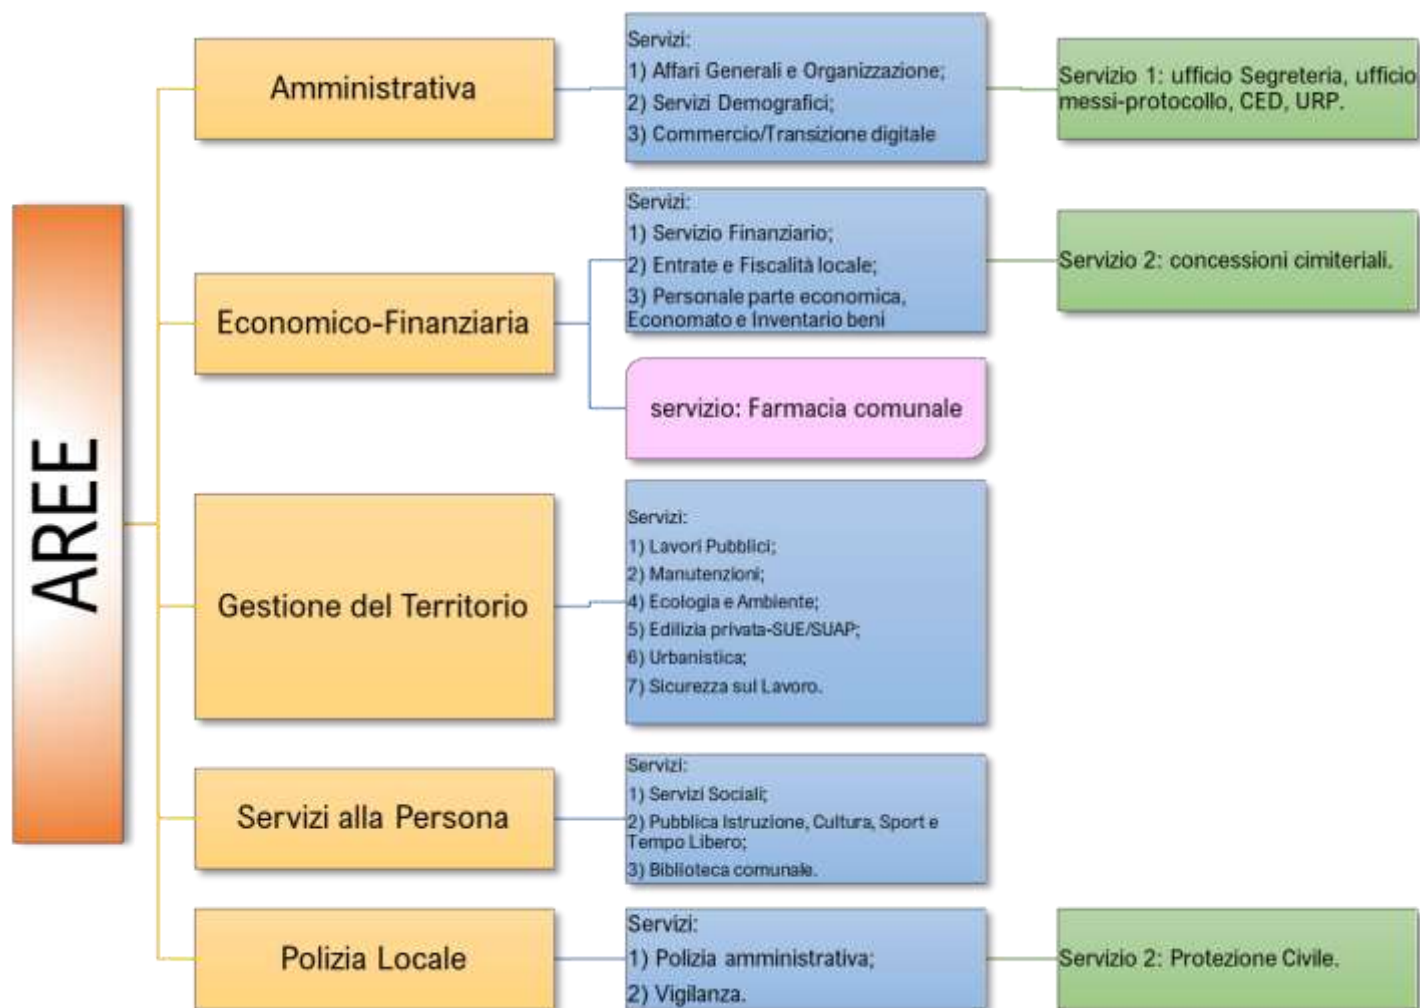 AREE
Amministrativa
Servizi:
1) Affari Generali e Organizzazione;
2) Servizi Demografici;
3) Commercio/Transizione digitale
Servizio 1: ufficio Segreteria, ufficio
messi-protocollo, CED, URP.
Economico-Finanziaria
Servizi:
1) Servizio Finanziario;
2) Entrate e Fiscalità locale;
3) Personale parte economica,
Economato e Inventario beni
Servizio 2: concessioni cimiteriali.
servizio: Farmacia comunale
Gestione del Territorio
Servizi:
1) Lavori Pubblici;
2) Manutenzioni;
4) Ecologia e Ambiente;
5) Edilizia privata-SUE/SUAP;
6) Urbanistica;
7) Sicurezza sul Lavoro.
Servizi alla Persona
Servizi:
1) Servizi Sociali;
2) Pubblica Istruzione, Cultura, Sport e
Tempo Libero;
3) Biblioteca comunale.
Polizia Locale
Servizi:
1) Polizia amministrativa;
2) Vigilanza.
Servizio 2: Protezione Civile.